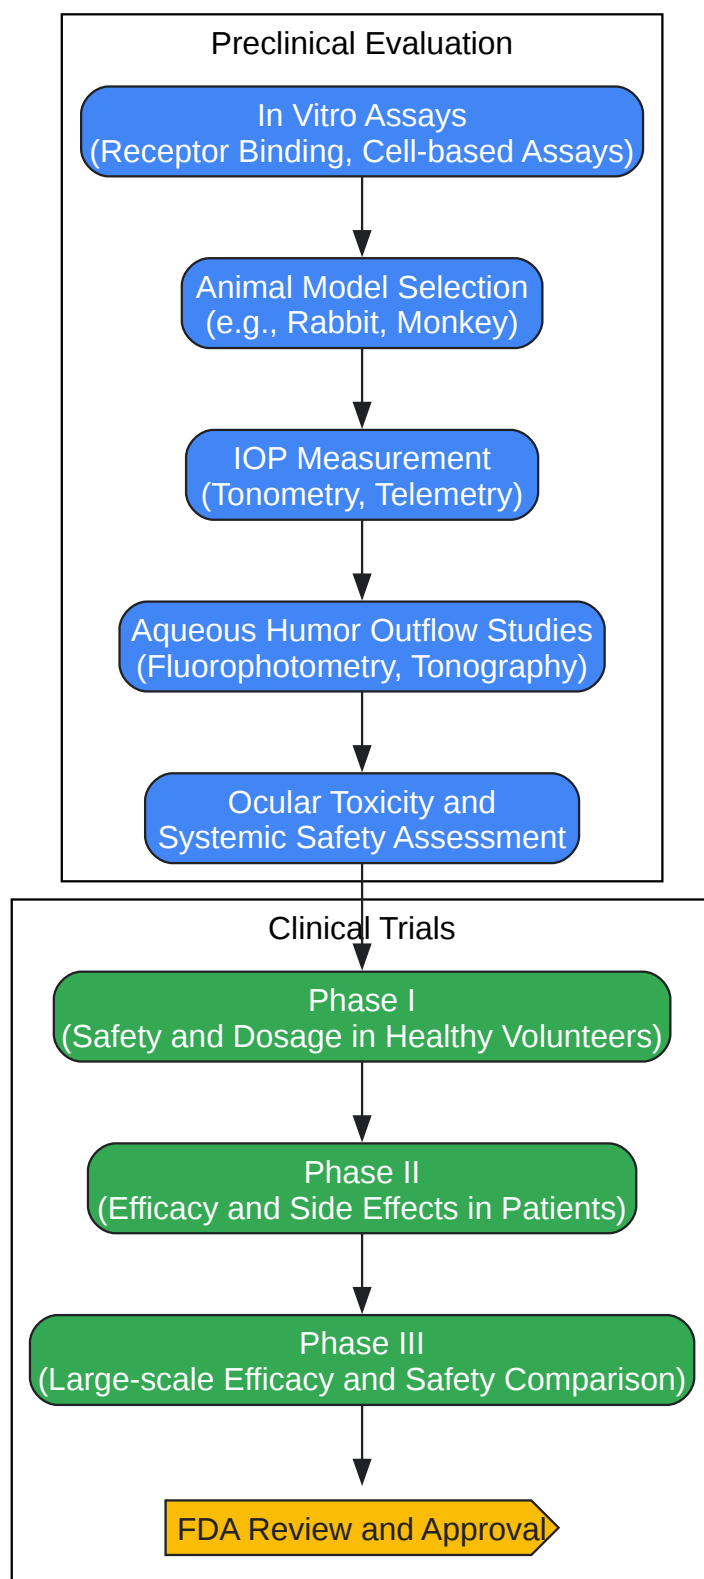 Preclinical Evaluation
In Vitro Assays
(Receptor Binding, Cell-based Assays)
Animal Model Selection
(e.g., Rabbit, Monkey)
IOP Measurement
(Tonometry, Telemetry)
Aqueous Humor Outflow Studies
(Fluorophotometry, Tonography)
Ocular Toxicity and
Systemic Safety Assessment
Clinical Trials
Phase I
(Safety and Dosage in Healthy Volunteers)
Phase II
(Efficacy and Side Effects in Patients)
Phase III
(Large-scale Efficacy and Safety Comparison)
FDA Review and Approval